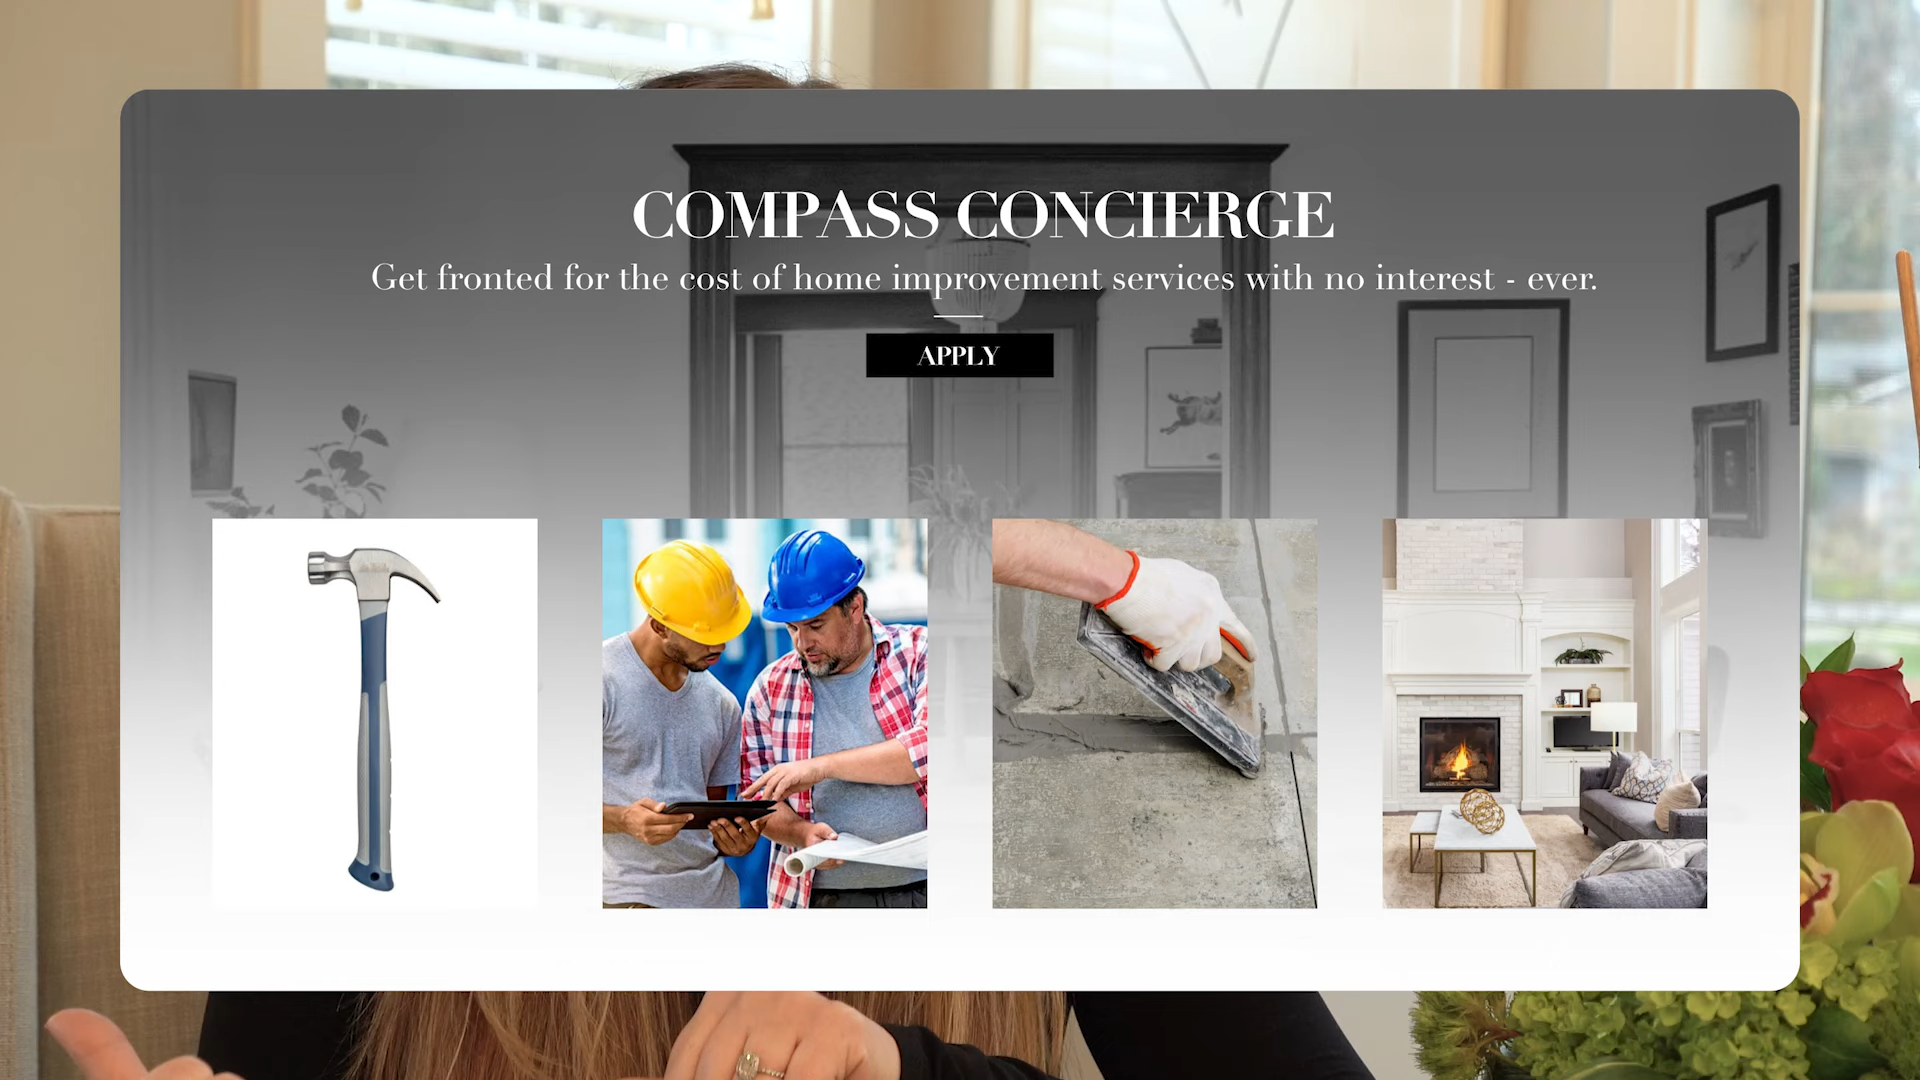 COMPASS CONCIERGE
Get fronted for the cost of home improvement services with no interest - ever.
APPLY